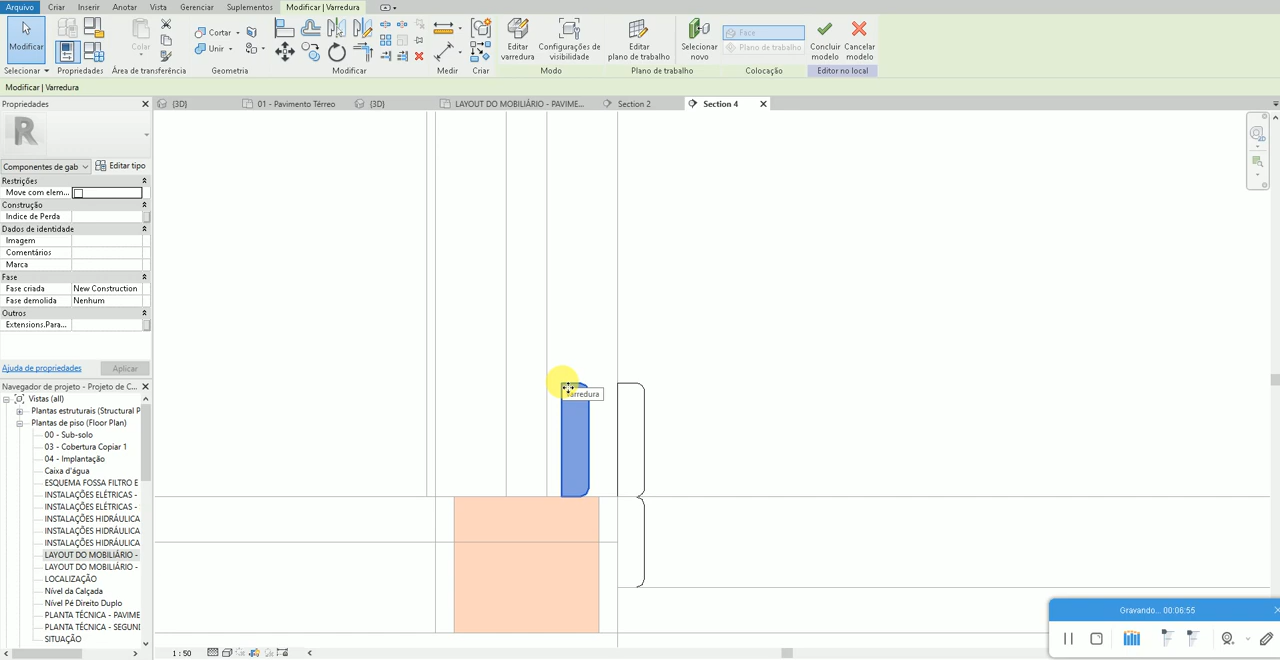 Arquivo Criar Inserir Anotar Vista Gerenciar Suplementos Modificar | Varredura
Modificar
Colar
Cortar
Unir
Editar varredura
Configurações de visibilidade
Editar plano de trabalho
Selecionar novo
Face
Plano de trabalho
Concluir modelo
Cancelar modelo
Selecionar Propriedades Área de transferência Geometria Modificar Medir Criar Modo Plano de trabalho Colocação Editor no local
Modificar | Varredura
Propriedades
{3D} 01 - Pavimento Térreo {3D} LAYOUT DO MOBILIÁRIO - PAVIME... Section 2 Section 4
R
Componentes de gab Editar tipo
Restrições
Move com elem...
Construção
Indice de Perda
Dados de identidade
Imagem
Comentários
Marca
Fase
Fase criada New Construction
Fase demolida Nenhum
Outros
Extensions.Para...
Ajuda de propriedades Aplicar
Navegador de projeto - Projeto de C...
Vistas (all)
Plantas estruturais (Structural P
Plantas de piso (Floor Plan)
00 - Sub-solo
03 - Cobertura Copiar 1
04 - Implantação
Caixa d'água
ESQUEMA FOSSA FILTRO E
INSTALAÇÕES ELÉTRICAS -
INSTALAÇÕES ELÉTRICAS -
INSTALAÇÕES HIDRÁULICA
INSTALAÇÕES HIDRÁULICA
INSTALAÇÕES HIDRÁULICA
LAYOUT DO MOBILIÁRIO -
LAYOUT DO MOBILIÁRIO -
LOCALIZAÇÃO
Nível da Calçada
Nível Pé Direito Duplo
PLANTA TÉCNICA - PAVIME
PLANTA TÉCNICA - SEGUNI
SITUAÇÃO
Varredura
1 : 50
Gravando... 00:06:55